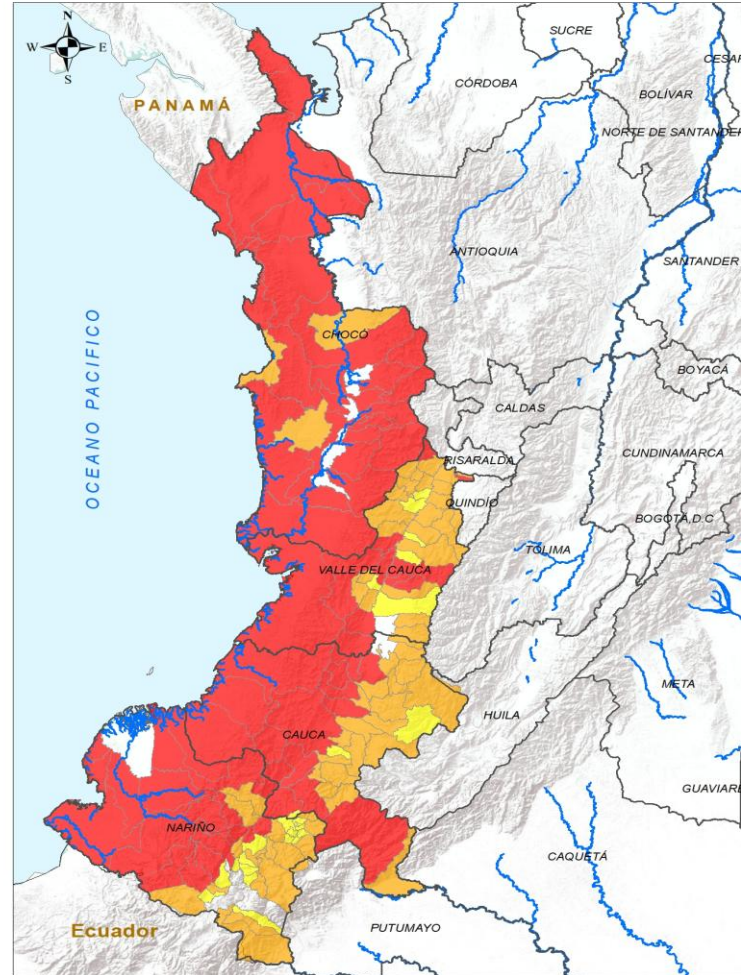 N
W E
S
SUCRE
CESAR
CÓRDOBA
BOLÍVAR
PANAMÁ
NORTE DE SANTANDER
ANTIOQUIA
SANTANDER
OCEANO PACIFICO
CHOCÓ
BOYACÁ
CALDAS
CUNDINAMARCA
RISARALDA
QUINDÍO
BOGOTÁ,D.C
TOLIMA
VALLE DEL CAUCA
META
HUILA
CAUCA
GUAVIARE
NARIÑO
CAQUETÁ
Ecuador
PUTUMAYO